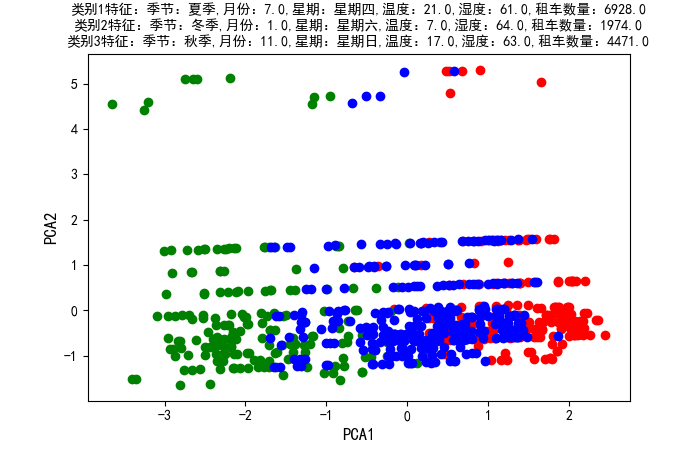 类别1特征：季节：夏季,月份：7.0,星期：星期四,温度：21.0,湿度：61.0,租车数量：6928.0
类别2特征：季节：冬季,月份：1.0,星期：星期六,温度：7.0,湿度：64.0,租车数量：1974.0
类别3特征：季节：秋季,月份：11.0,星期：星期日,温度：17.0,湿度：63.0,租车数量：4471.0
5
4
3
2
1
0
−1
PCA2
−3
−2
−1
0
1
2
PCA1